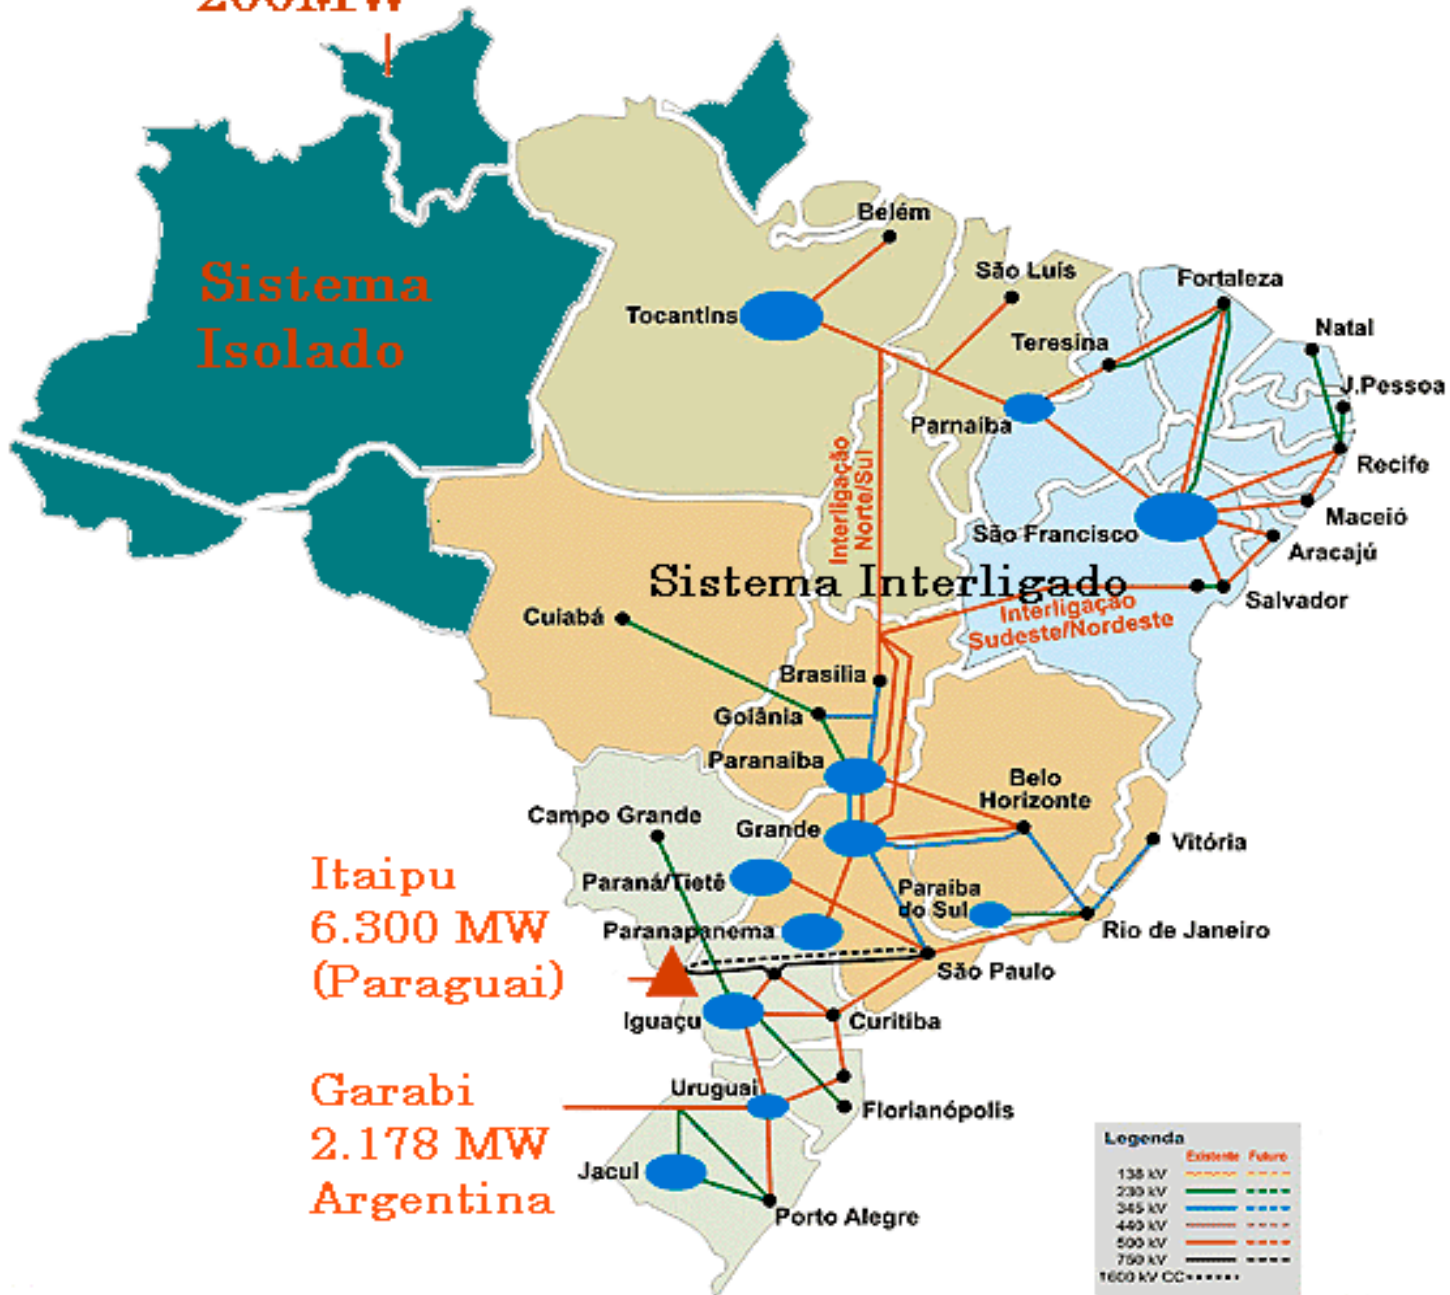 200MW
Sistema
Isolado
Belém
São Luís
Fortaleza
Tocantins
Teresina
Natal
J.Pessoa
Parnaíba
Recife
Interligação
Norte/Sul
Maceió
São Francisco
Aracajú
Sistema Interligado
Salvador
Interligação
Sudeste/Nordeste
Cuiabá
Brasília
Goiânia
Paranaíba
Belo
Horizonte
Campo Grande
Grande
Vitória
Itaipu
6.300 MW
(Paraguai)
Paraná/Tietê
Paraíba
do Sul
Paranapanema
Rio de Janeiro
São Paulo
Iguaçu
Curitiba
Garabi
2.178 MW
Argentina
Uruguai
Florianópolis
Jacuí
Porto Alegre
Legenda
Existente Futuro
138 kV
230 kV
345 kV
440 kV
500 kV
750 kV
1600 kV CC